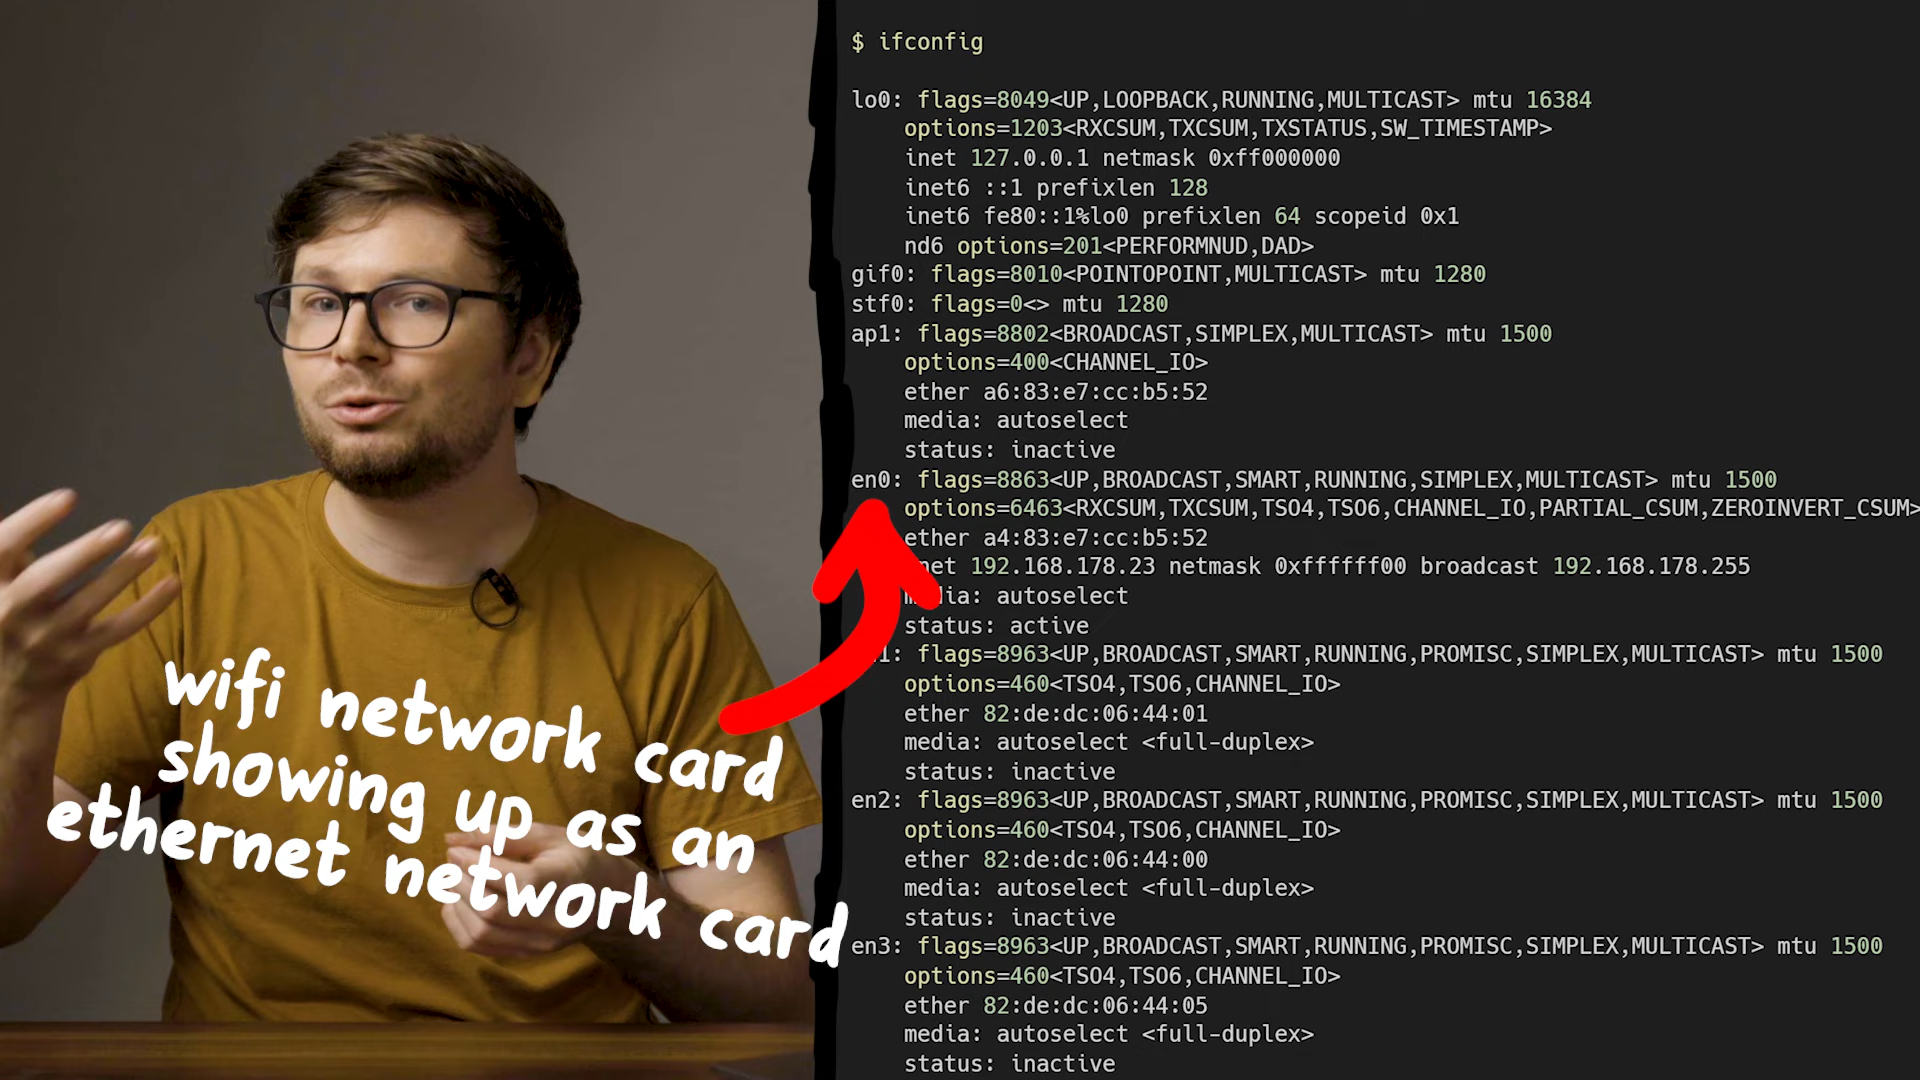 wifi network card
showing up as an
ethernet network card
$ ifconfig
lo0: flags=8049<UP,LOOPBACK,RUNNING,MULTICAST> mtu 16384
options=1203<RXCSUM,TXCSUM,TXSTATUS,SW_TIMESTAMP>
inet 127.0.0.1 netmask 0xff000000
inet6 ::1 prefixlen 128
inet6 fe80::1%lo0 prefixlen 64 scopeid 0x1
nd6 options=201<PERFORMNUD,DAD>
gif0: flags=8010<POINTOPOINT,MULTICAST> mtu 1280
stf0: flags=0<> mtu 1280
ap1: flags=8802<BROADCAST,SIMPLEX,MULTICAST> mtu 1500
options=400<CHANNEL_IO>
ether a6:83:e7:cc:b5:52
media: autoselect
status: inactive
en0: flags=8863<UP,BROADCAST,SMART,RUNNING,SIMPLEX,MULTICAST> mtu 1500
options=6463<RXCSUM,TXCSUM,TSO4,TSO6,CHANNEL_IO,PARTIAL_CSUM,ZEROINVERT_CSUM>
ether a4:83:e7:cc:b5:52
192.168.178.23 netmask 0xffffff00 broadcast 192.168.178.255
autoselect
status: active
flags=8963<UP,BROADCAST,SMART,RUNNING,PROMISC,SIMPLEX,MULTICAST> mtu 1500
options=460<TSO4,TSO6,CHANNEL_IO>
ether 82:de:dc:06:44:01
media: autoselect <full-duplex>
status: inactive
en2: flags=8963<UP,BROADCAST,SMART,RUNNING,PROMISC,SIMPLEX,MULTICAST> mtu 1500
options=460<TSO4,TSO6,CHANNEL_IO>
ether 82:de:dc:06:44:00
media: autoselect <full-duplex>
status: inactive
en3: flags=8963<UP,BROADCAST,SMART,RUNNING,PROMISC,SIMPLEX,MULTICAST> mtu 1500
options=460<TSO4,TSO6,CHANNEL_IO>
ether 82:de:dc:06:44:05
media: autoselect <full-duplex>
status: inactive